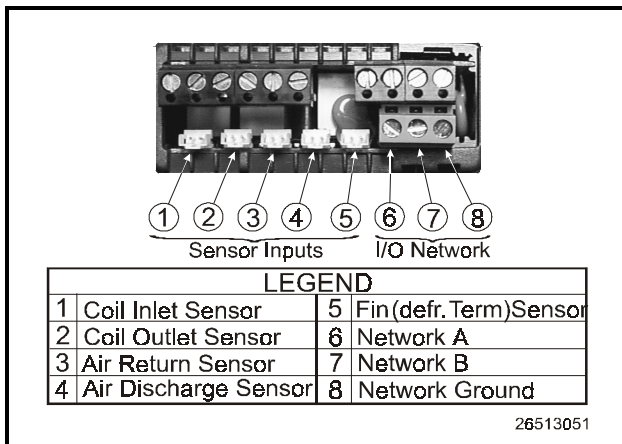 1 2 3 4 5 6 7 8
Sensor Inputs I/O Network
LEGEND
1 Coil Inlet Sensor 5 Fin(defr. Term)Sensor
2 Coil Outlet Sensor 6 Network A
3 Air Return Sensor 7 Network B
4 Air Discharge Sensor 8 Network Ground
26513051